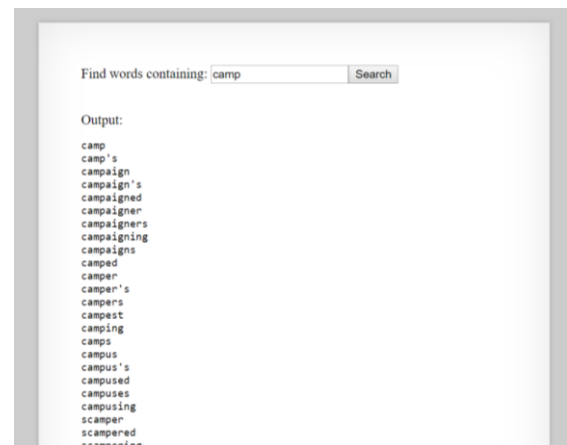 Find words containing: camp Search
Output:
camp
camp's
campaign
campaign's
campaigned
campaigner
campaigners
campaigning
campaigns
camped
camper
camper's
campers
campest
camping
camps
campus
campus's
campused
campuses
campusing
scamper
scampered